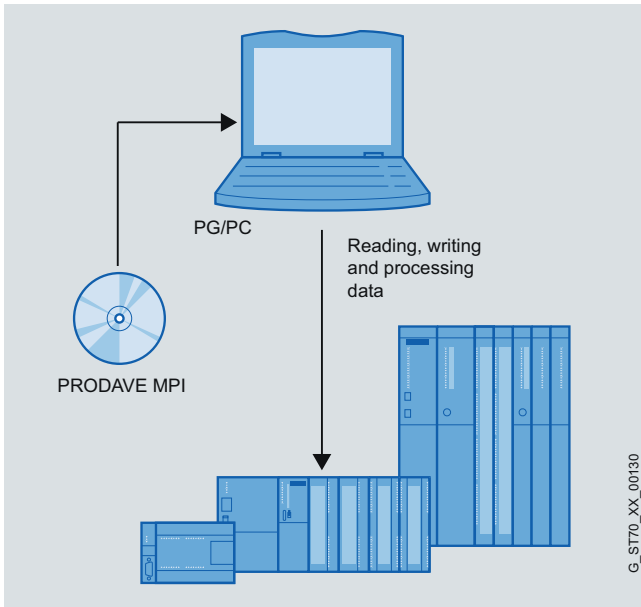 PG/PC
Reading, writing
and processing
data
PRODAVE MPI
G_ST70_XX_00130